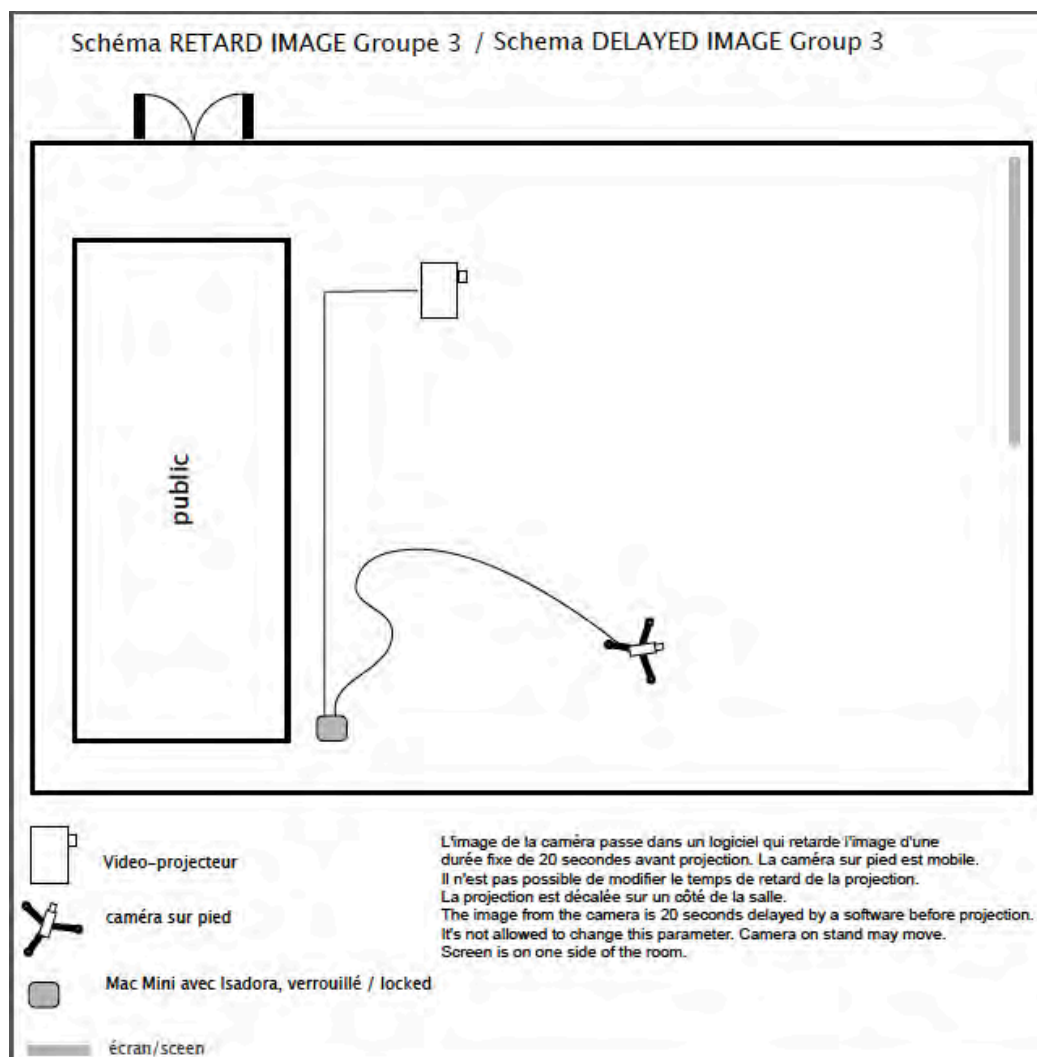 Schéma RETARD IMAGE Groupe 3 / Schema DELAYED IMAGE Group 3
public
Video-projecteur
caméra sur pied
Mac Mini avec Isadora, verrouillé / locked
écran/sceen
L'image de la caméra passe dans un logiciel qui retarde l'image d'une
durée fixe de 20 secondes avant projection. La caméra sur pied est mobile.
Il n'est pas possible de modifier le temps de retard de la projection.
La projection est décalée sur un côté de la salle.
The image from the camera is 20 seconds delayed by a software before projection.
It's not allowed to change this parameter. Camera on stand may move.
Screen is on one side of the room.